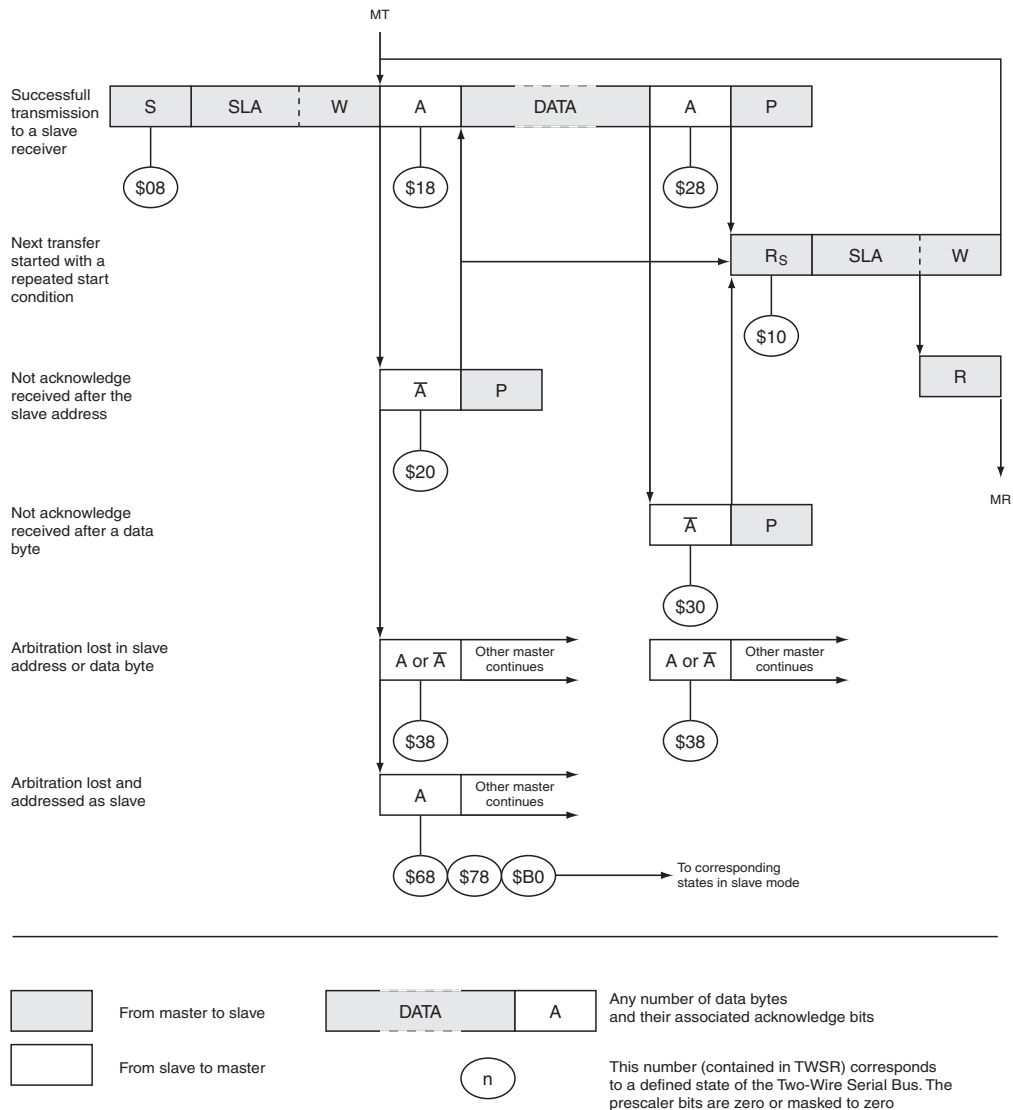 MT
Successfull
transmission
to a slave
receiver
S
SLA
W
A
DATA
A
P
$08
$18
$28
Next transfer
started with a
repeated start
condition
RS
SLA
W
$10
Not acknowledge
received after the
slave address
A̅
P
R
$20
MR
Not acknowledge
received after a data
byte
A̅
P
$30
Arbitration lost in slave
address or data byte
A or A̅
Other master
continues
A or A̅
Other master
continues
$38
$38
Arbitration lost and
addressed as slave
A
Other master
continues
$68
$78
$B0
To corresponding
states in slave mode
From master to slave
DATA
A
Any number of data bytes
and their associated acknowledge bits
From slave to master
n
This number (contained in TWSR) corresponds
to a defined state of the Two-Wire Serial Bus. The
prescaler bits are zero or masked to zero